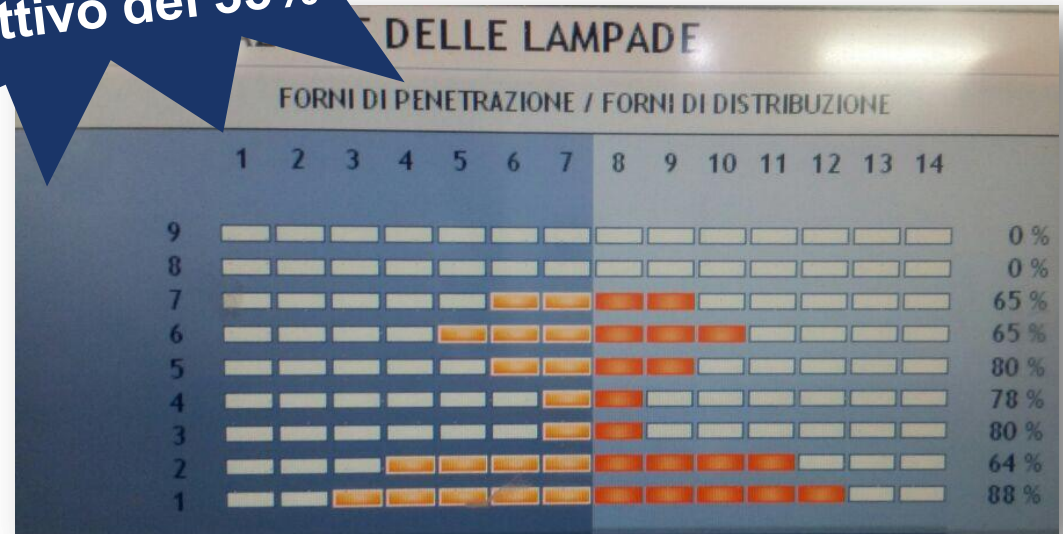 del 35%
DELLE LAMPADE
FORNI DI PENETRAZIONE / FORNI DI DISTRIBUZIONE
1 2 3 4 5 6 7 8 9 10 11 12 13 14
9 0 %
8 0 %
7 65 %
6 65 %
5 80 %
4 78 %
3 80 %
2 64 %
1 88 %